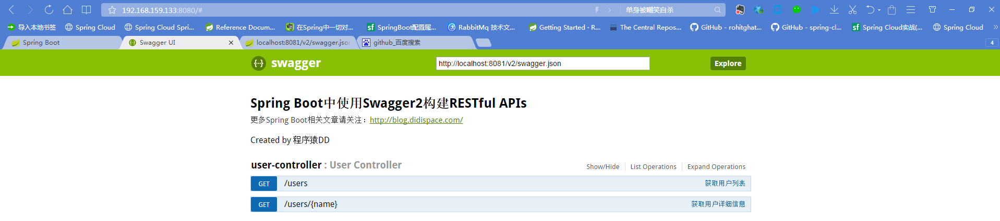 192.168.159.133:8080/#
单身被嘲笑自杀
导入本地书签 Spring Cloud Spring Cloud Spri... Reference Docum... 在Spring中一切对... SpringBoot配置属... RabbitMq 技术文... Getting Started · R... The Central Repos... GitHub - rohitghat... GitHub - spring-cl... Spring Cloud实战(... Spring Cloud »
Spring Boot Swagger UI localhost:8081/v2/swagger.json github_百度搜索 4
swagger http://localhost:8081/v2/swagger.json Explore
Spring Boot中使用Swagger2构建RESTful APIs
更多Spring Boot相关文章请关注：http://blog.didispace.com/
Created by 程序猿DD
user-controller : User Controller Show/Hide List Operations Expand Operations
GET /users 获取用户列表
GET /users/{name} 获取用户详细信息